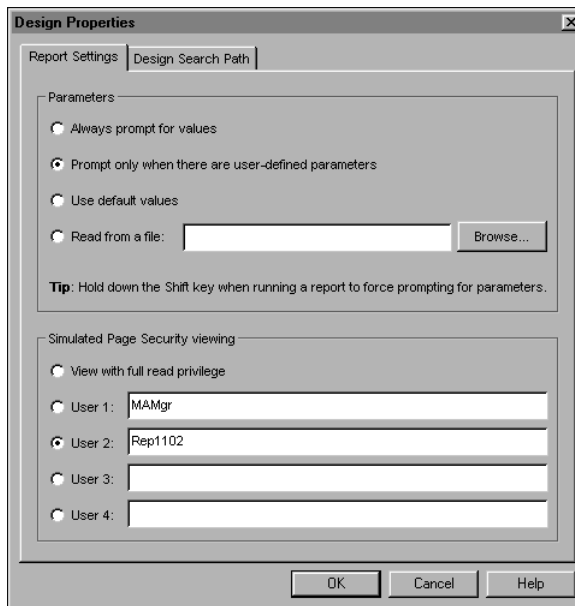 Design Properties
Report Settings
Design Search Path
Parameters
Always prompt for values
Prompt only when there are user-defined parameters
Use default values
Read from a file:
Browse...
Tip: Hold down the Shift key when running a report to force prompting for parameters.
Simulated Page Security viewing
View with full read privilege
User 1: MAMgr
User 2: Rep1102
User 3:
User 4:
OK
Cancel
Help